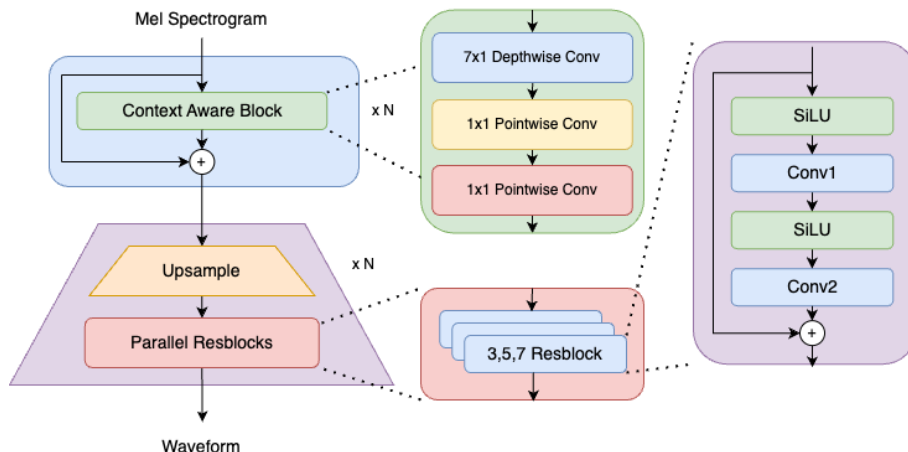 Mel Spectrogram
Context Aware Block
x N
Upsample
x N
Parallel Resblocks
Waveform
7x1 Depthwise Conv
1x1 Pointwise Conv
1x1 Pointwise Conv
3,5,7 Resblock
SiLU
Conv1
SiLU
Conv2